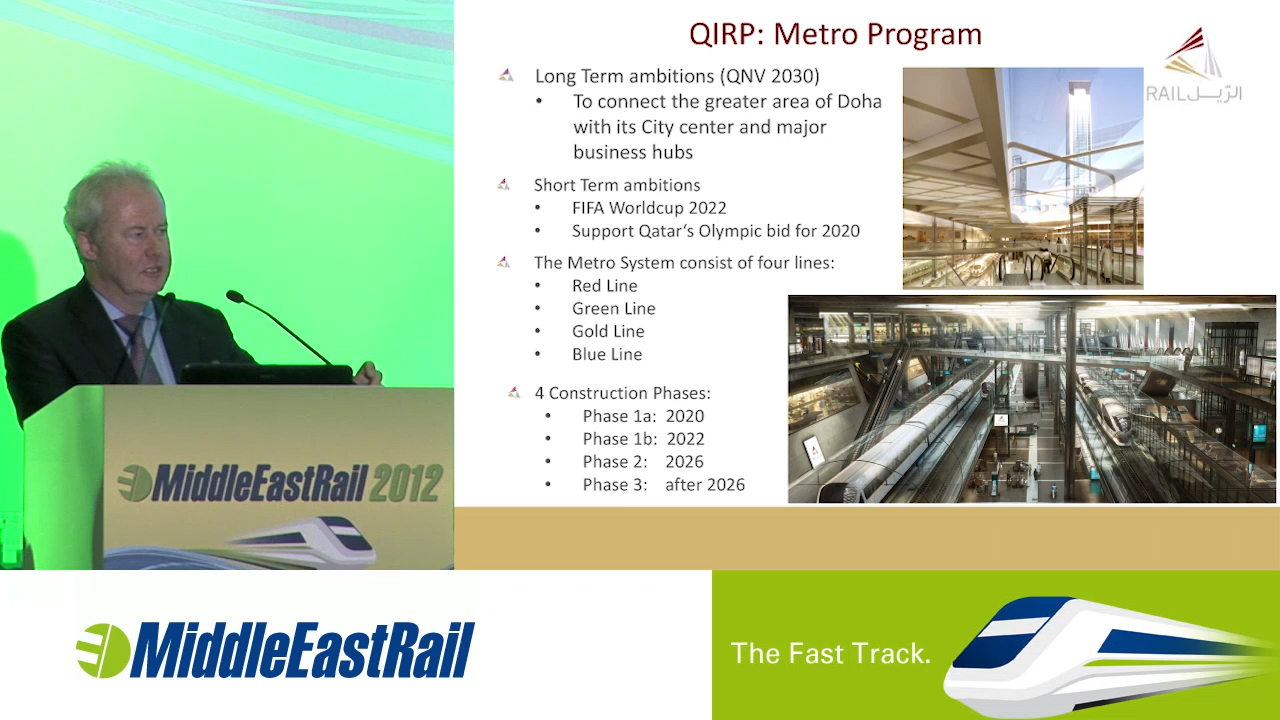 QIRP: Metro Program
RAIL الريل
Long Term ambitions (QNV 2030)
• To connect the greater area of Doha
with its City center and major
business hubs
Short Term ambitions
• FIFA Worldcup 2022
• Support Qatar‘s Olympic bid for 2020
The Metro System consist of four lines:
• Red Line
• Green Line
• Gold Line
• Blue Line
4 Construction Phases:
• Phase 1a: 2020
• Phase 1b: 2022
• Phase 2: 2026
• Phase 3: after 2026
MiddleEastRail 2012
MiddleEastRail
The Fast Track.